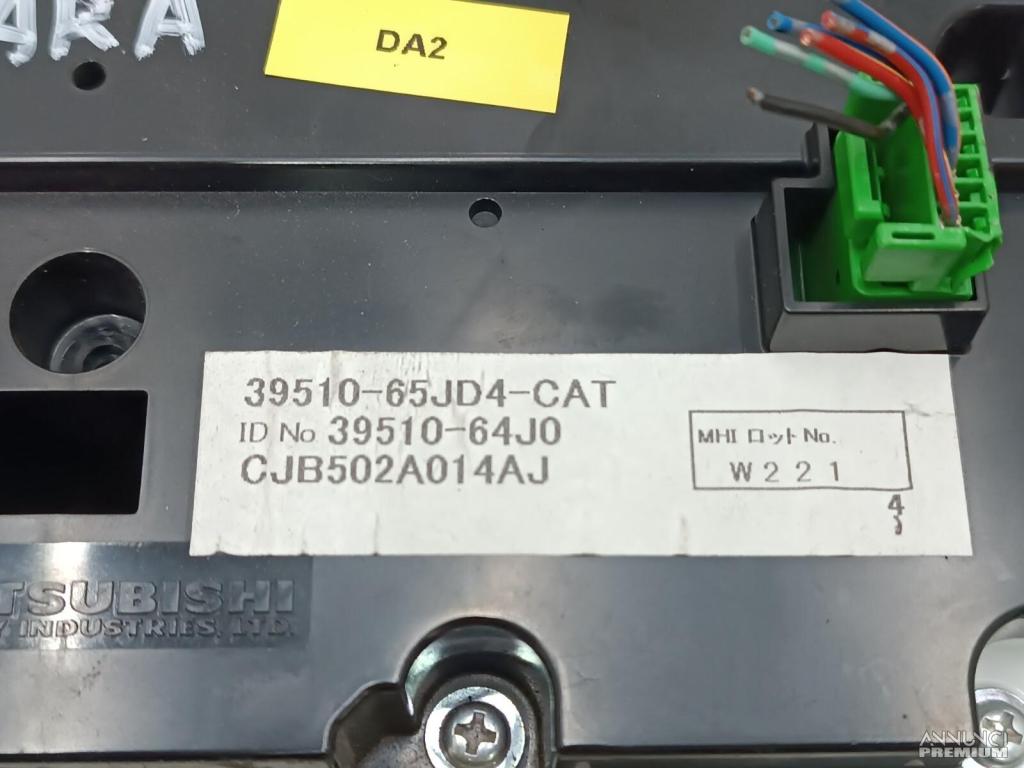 ARA
DA2
39510-65JD4-CAT
ID No 39510-64J0
CJB502A014AJ
MHI ロット No.
W221
4
TSUBISHI
Y INDUSTRIES, LTD.
ANNUNCI
PREMIUM